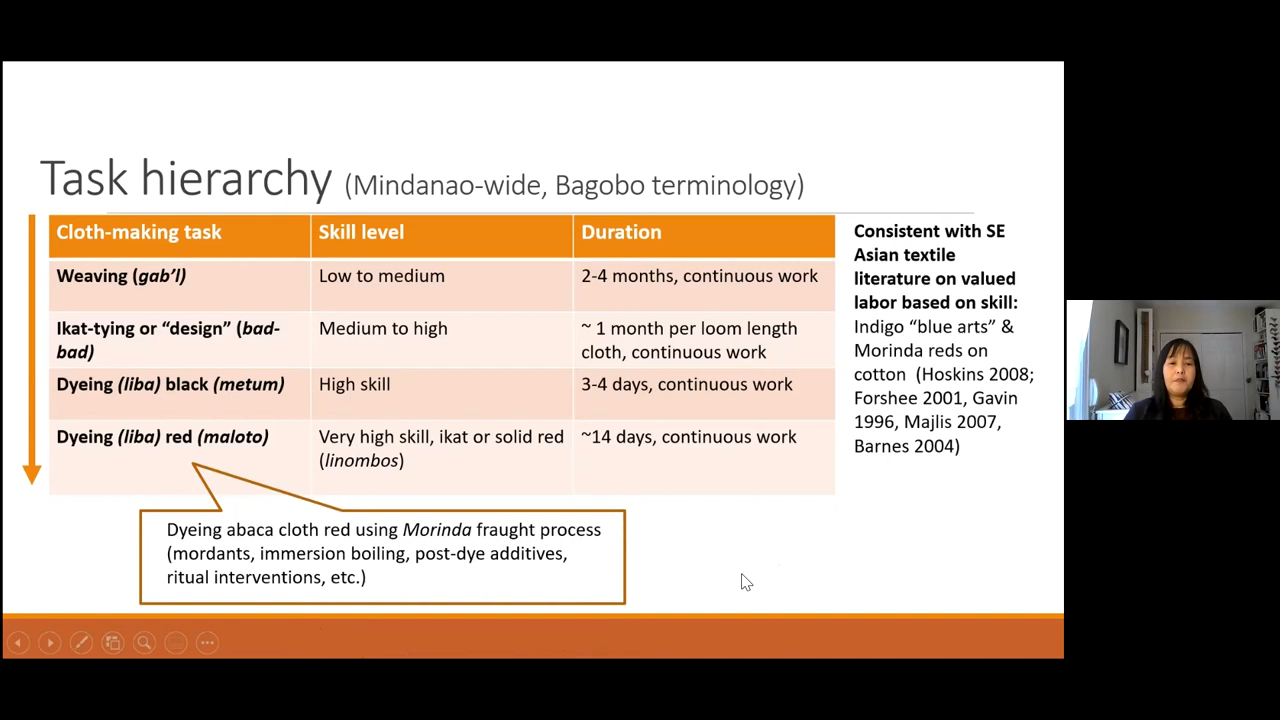 Task hierarchy (Mindanao-wide, Bagobo terminology)
Cloth-making task
Skill level
Duration
Weaving (gab’l)
Low to medium
2-4 months, continuous work
Ikat-tying or “design” (bad-
bad)
Medium to high
~ 1 month per loom length
cloth, continuous work
Dyeing (liba) black (metum)
High skill
3-4 days, continuous work
Dyeing (liba) red (maloto)
Very high skill, ikat or solid red
(linombos)
~14 days, continuous work
Consistent with SE
Asian textile
literature on valued
labor based on skill:
Indigo “blue arts” &
Morinda reds on
cotton (Hoskins 2008;
Forshee 2001, Gavin
1996, Majlis 2007,
Barnes 2004)
Dyeing abaca cloth red using Morinda fraught process
(mordants, immersion boiling, post-dye additives,
ritual interventions, etc.)